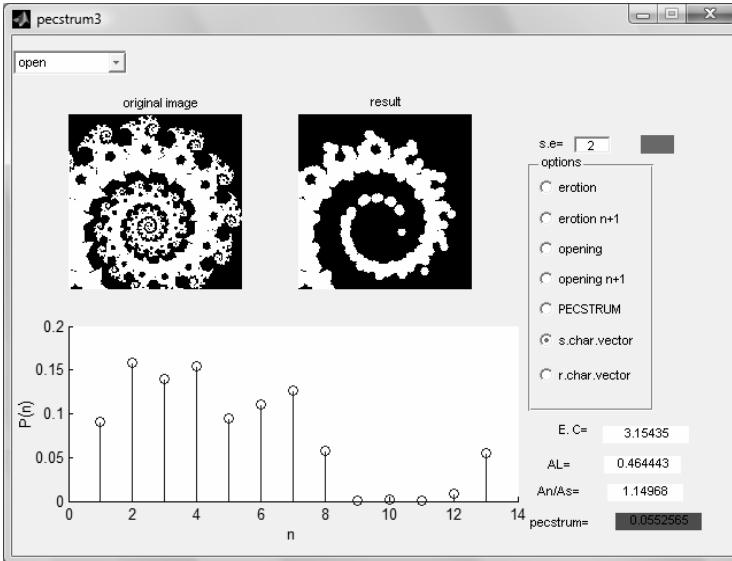 pecstrum3
open
original image
result
s.e= 2
options
erotion
erotion n+1
opening
opening n+1
PECSTRUM
s.char.vector
r.char.vector
E. C= 3.15435
AL= 0.464443
An/As= 1.14968
pecstrum= 0.0552565
P(n)
0.2
0.15
0.1
0.05
0
0 2 4 6 8 10 12 14
n